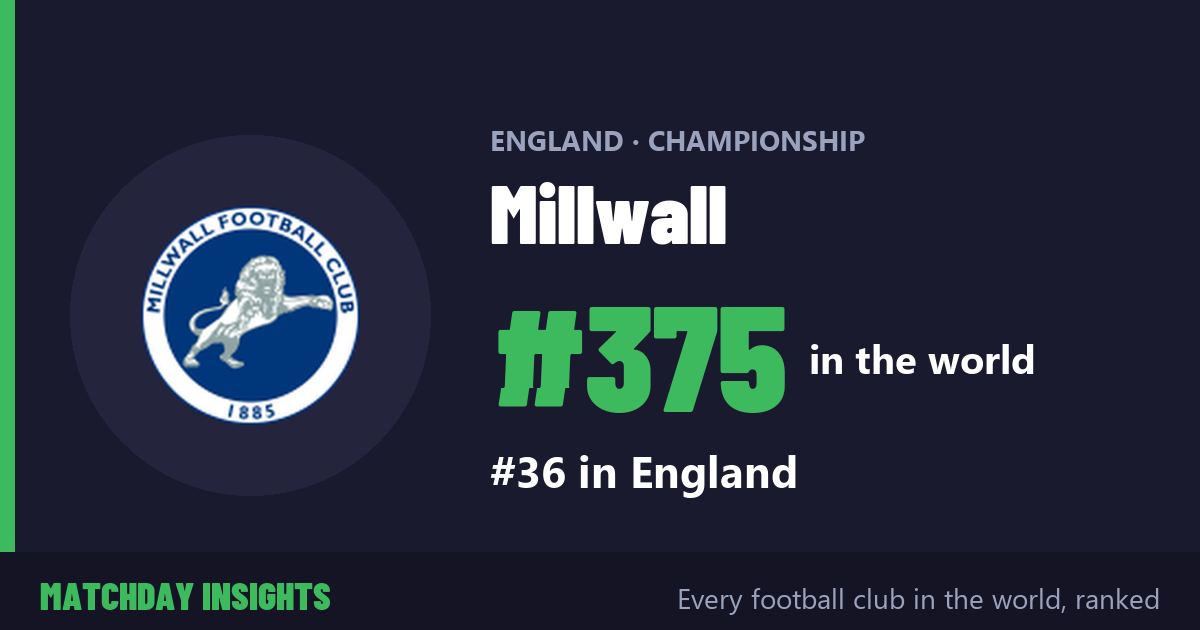 MILLWALL FOOTBALL CLUB
1885
ENGLAND · CHAMPIONSHIP
Millwall
#375 in the world
#36 in England
MATCHDAY INSIGHTS
Every football club in the world, ranked